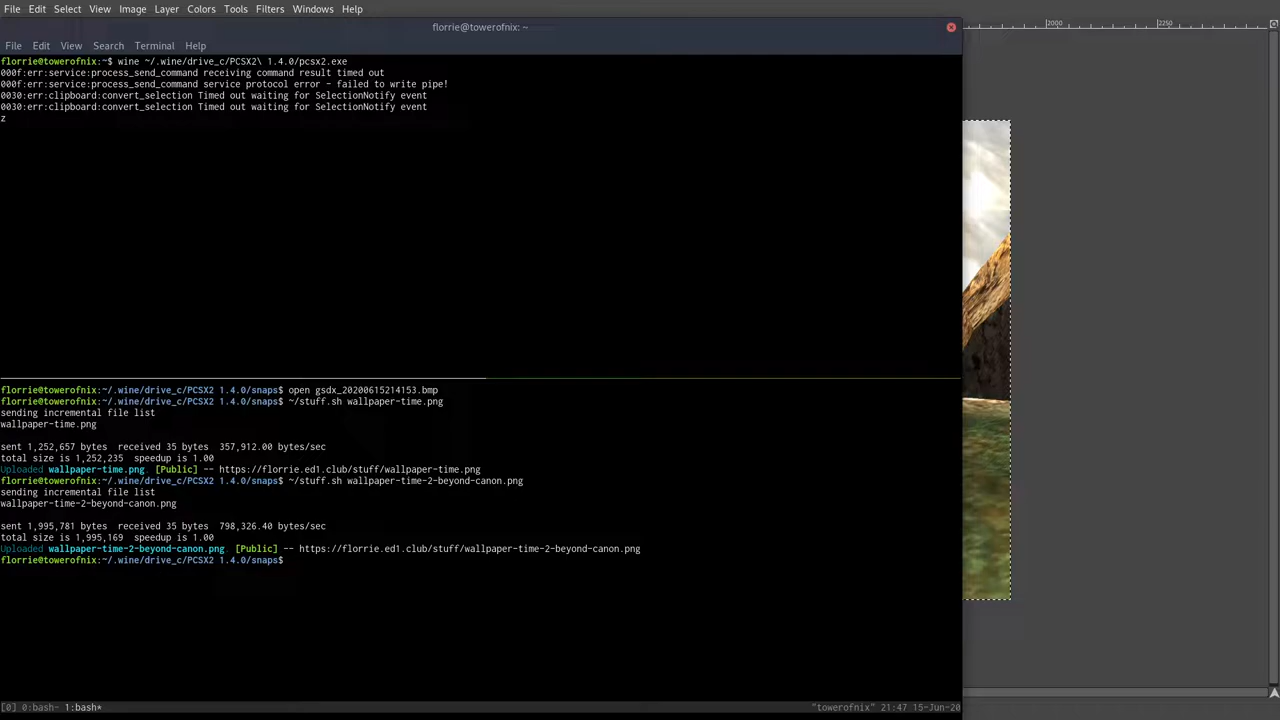 File Edit Select View Image Layer Colors Tools Filters Windows Help
florrie@towerofnix: ~
2000
2250
File Edit View Search Terminal Help
florrie@towerofnix:~$ wine ~/.wine/drive_c/PCSX2\ 1.4.0/pcsx2.exe
000f:err:service:process_send_command receiving command result timed out
000f:err:service:process_send_command service protocol error - failed to write pipe!
0030:err:clipboard:convert_selection Timed out waiting for SelectionNotify event
0030:err:clipboard:convert_selection Timed out waiting for SelectionNotify event
z
florrie@towerofnix:~/.wine/drive_c/PCSX2 1.4.0/snaps$ open gsdx_20200615214153.bmp
florrie@towerofnix:~/.wine/drive_c/PCSX2 1.4.0/snaps$ ~/stuff.sh wallpaper-time.png
sending incremental file list
wallpaper-time.png
sent 1,252,657 bytes  received 35 bytes  357,912.00 bytes/sec
total size is 1,252,235  speedup is 1.00
Uploaded wallpaper-time.png. [Public] -- https://florrie.ed1.club/stuff/wallpaper-time.png
florrie@towerofnix:~/.wine/drive_c/PCSX2 1.4.0/snaps$ ~/stuff.sh wallpaper-time-2-beyond-canon.png
sending incremental file list
wallpaper-time-2-beyond-canon.png
sent 1,995,781 bytes  received 35 bytes  798,326.40 bytes/sec
total size is 1,995,169  speedup is 1.00
Uploaded wallpaper-time-2-beyond-canon.png. [Public] -- https://florrie.ed1.club/stuff/wallpaper-time-2-beyond-canon.png
florrie@towerofnix:~/.wine/drive_c/PCSX2 1.4.0/snaps$
[0] 0:bash- 1:bash* "towerofnix" 21:47 15-Jun-20